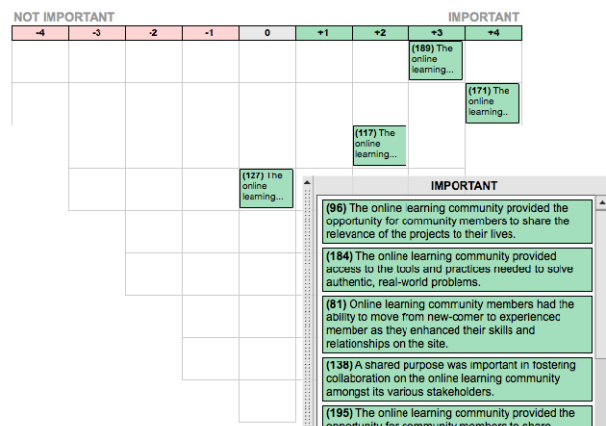 NOT IMPORTANT IMPORTANT
-4 -3 -2 -1 0 +1 +2 +3 +4
(189) The
online
learning...
(171) The
online
learning..
(117) The
online
learning...
(127) The
online
learning...
IMPORTANT
(96) The online learning community provided the
opportunity for community members to share the
relevance of the projects to their lives.
(184) The online learning community provided
access to the tools and practices needed to solve
authentic, real-world problems.
(81) Online learning community members had the
ability to move from new-comer to experienced
member as they enhanced their skills and
relationships on the site.
(138) A shared purpose was important in fostering
collaboration on the online learning community
amongst its various stakeholders.
(195) The online learning community provided the
opportunity for community members to share